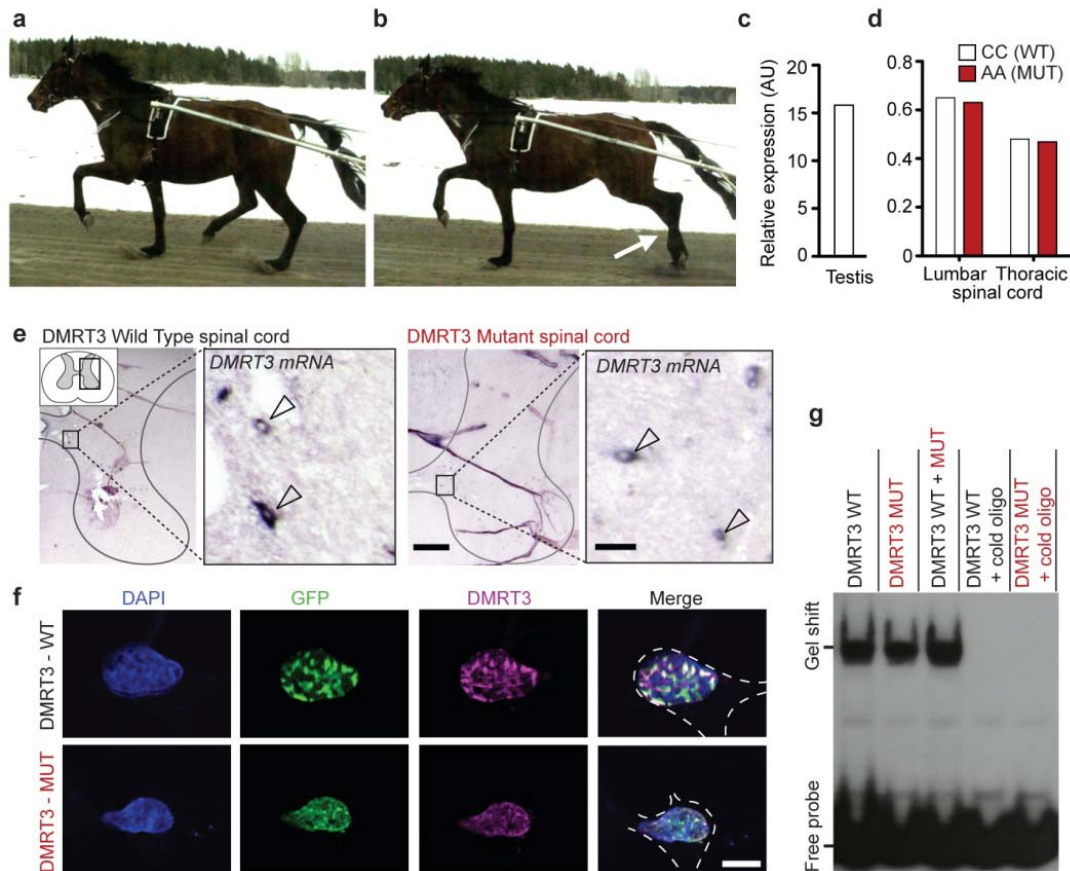 a
b
c
d
CC (WT)
AA (MUT)
Relative expression (AU)
20
15
10
5
0
Testis
0.8
0.6
0.4
0.2
0
Lumbar Thoracic
spinal cord
e
DMRT3 Wild Type spinal cord
DMRT3 Mutant spinal cord
DMRT3 mRNA
DMRT3 mRNA
f
DAPI
GFP
DMRT3
Merge
DMRT3 - WT
DMRT3 - MUT
g
DMRT3 WT
DMRT3 MUT
DMRT3 WT + MUT
DMRT3 WT
+ cold oligo
DMRT3 MUT
+ cold oligo
Gel shift
Free probe